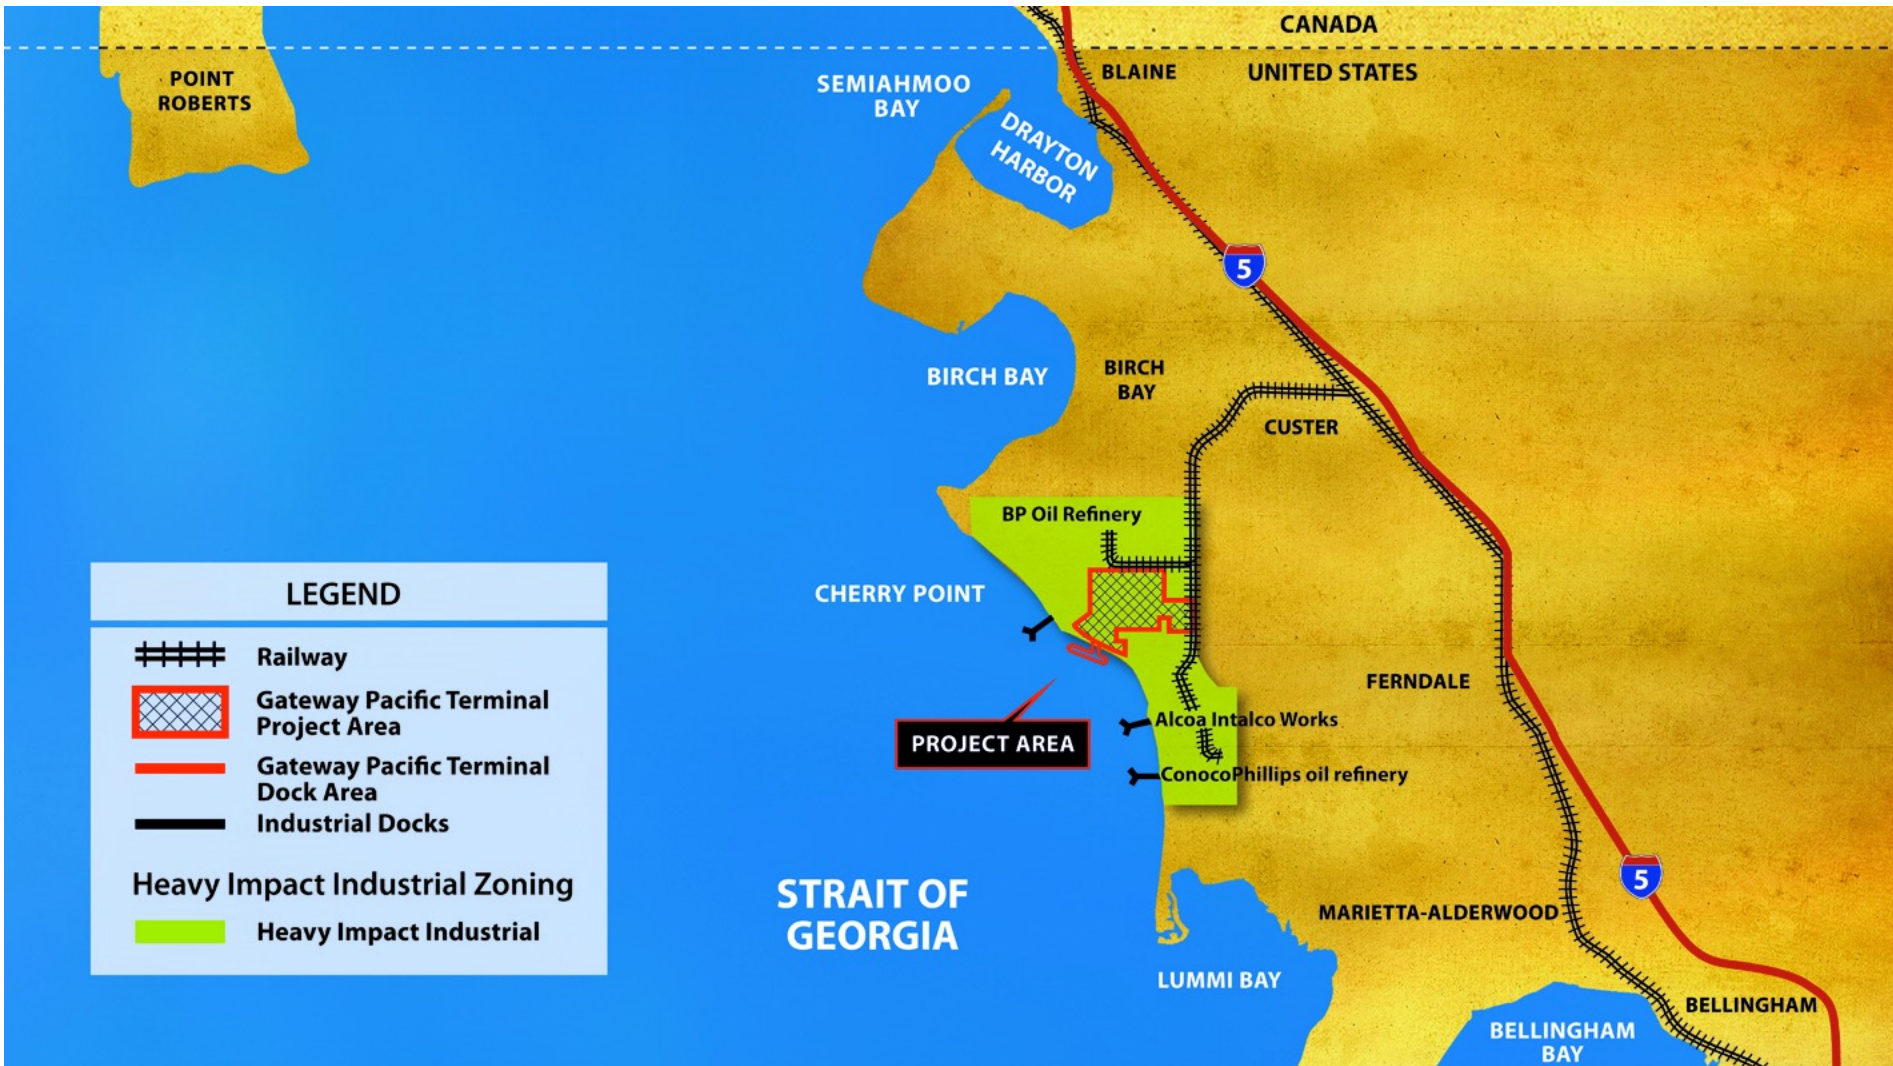 CANADA
UNITED STATES
BLAINE
POINT
ROBERTS
SEMIAHMOO
BAY
DRAYTON
HARBOR
5
BIRCH BAY
BIRCH
BAY
CUSTER
BP Oil Refinery
CHERRY POINT
FERNDALE
Alcoa Intalco Works
PROJECT AREA
ConocoPhillips oil refinery
LEGEND
Railway
Gateway Pacific Terminal
Project Area
Gateway Pacific Terminal
Dock Area
Industrial Docks
Heavy Impact Industrial Zoning
Heavy Impact Industrial
STRAIT OF
GEORGIA
5
MARIETTA-ALDERWOOD
LUMMI BAY
BELLINGHAM
BELLINGHAM
BAY